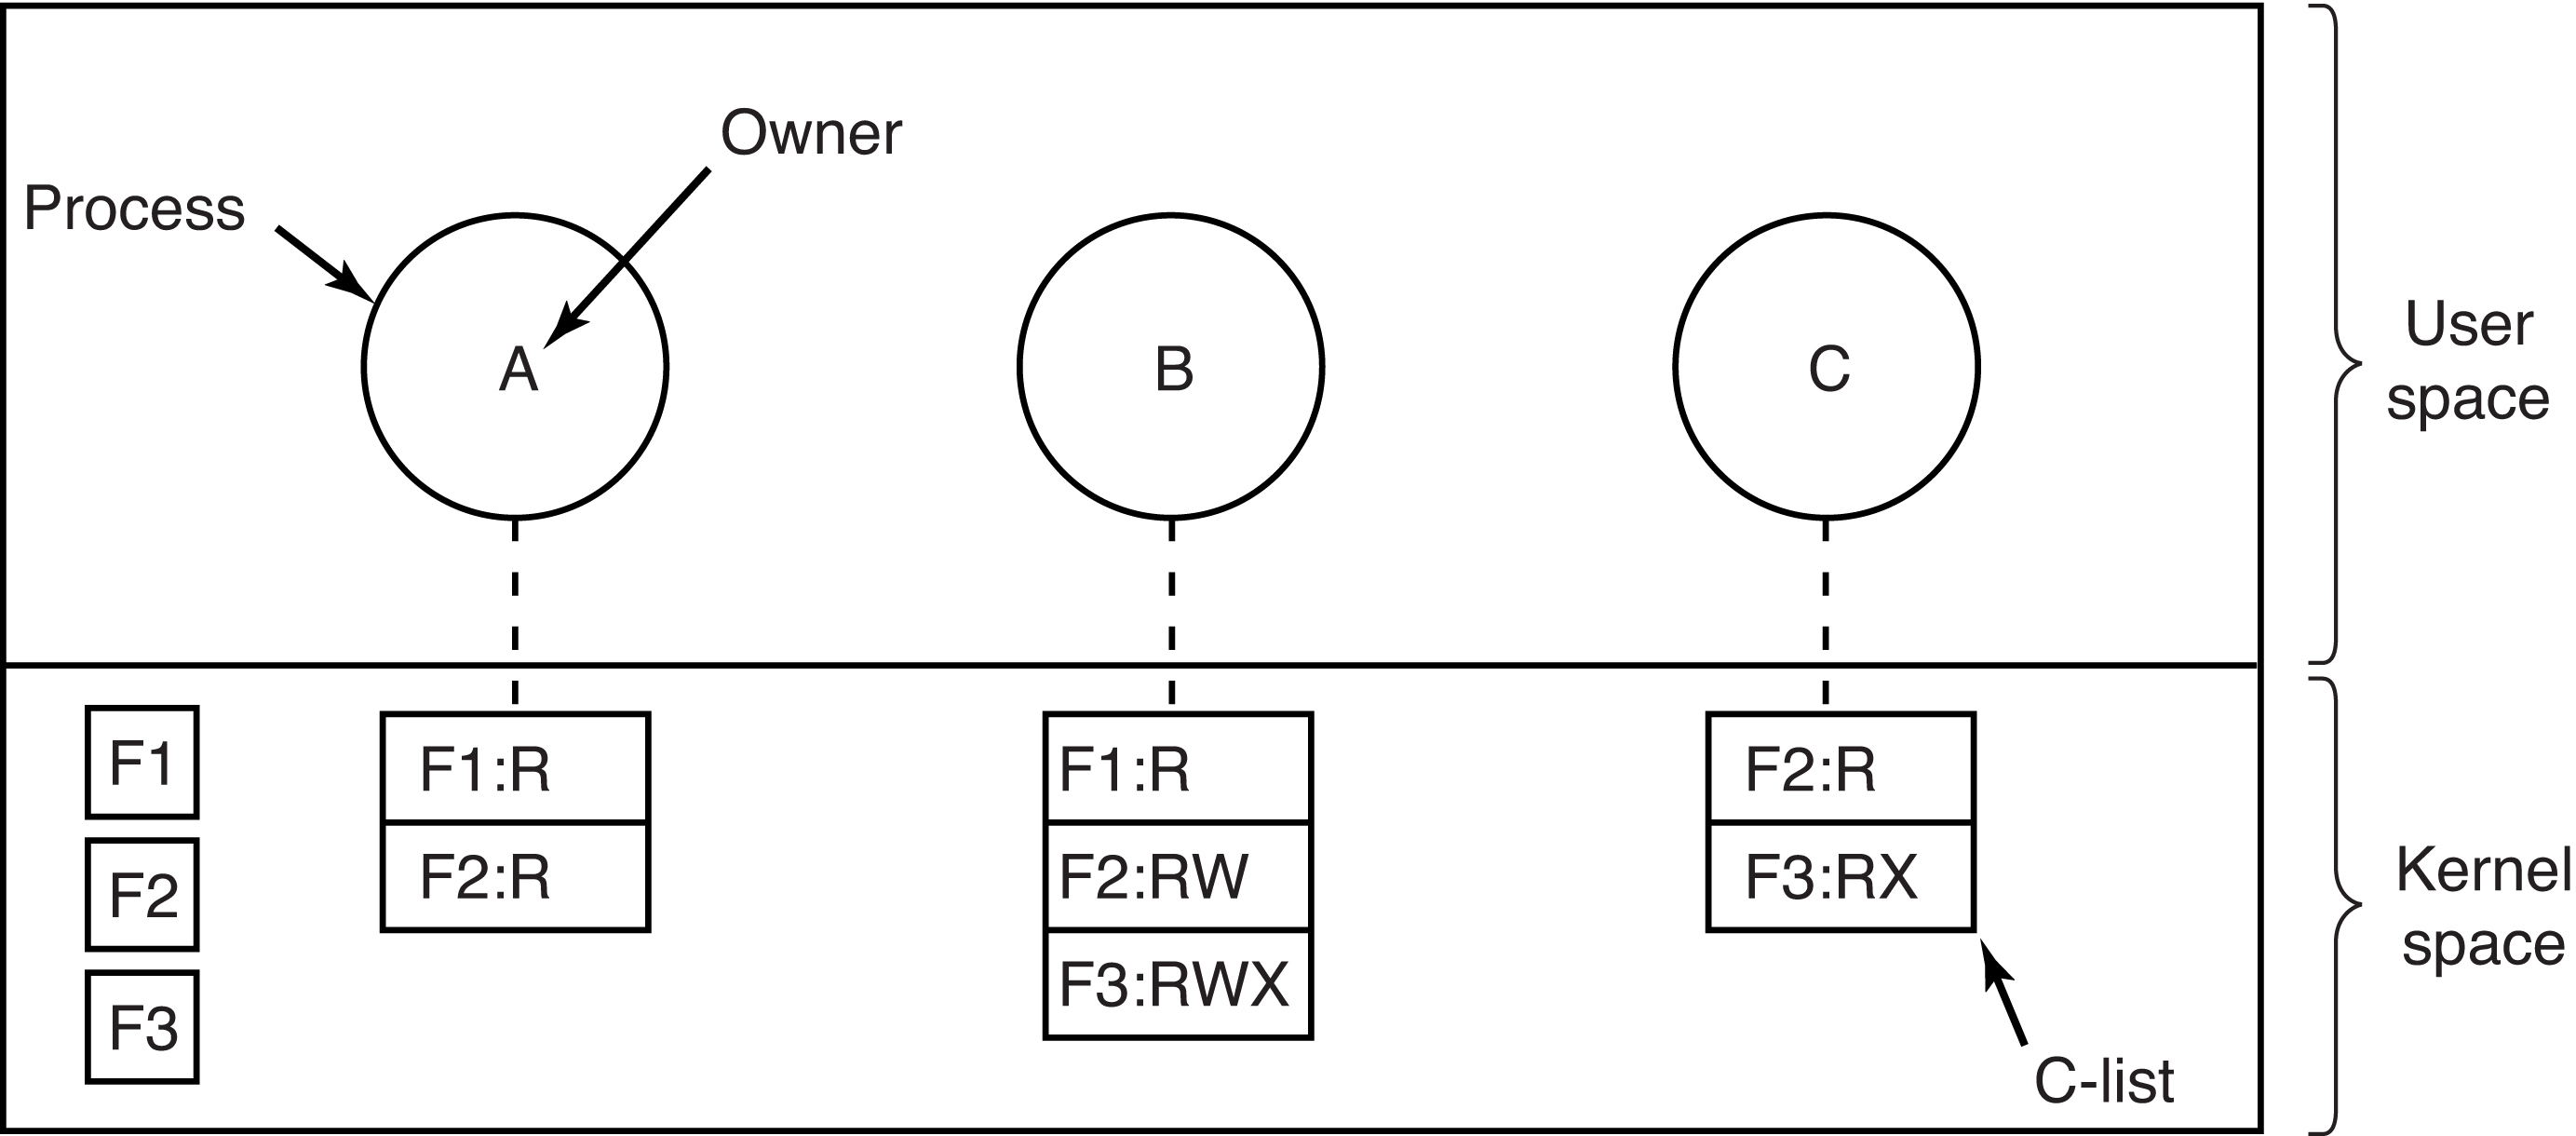 Owner
Process
A
B
C
User
space
F1
F2
F3
F1:R
F2:R
F1:R
F2:RW
F3:RWX
F2:R
F3:RX
C-list
Kernel
space